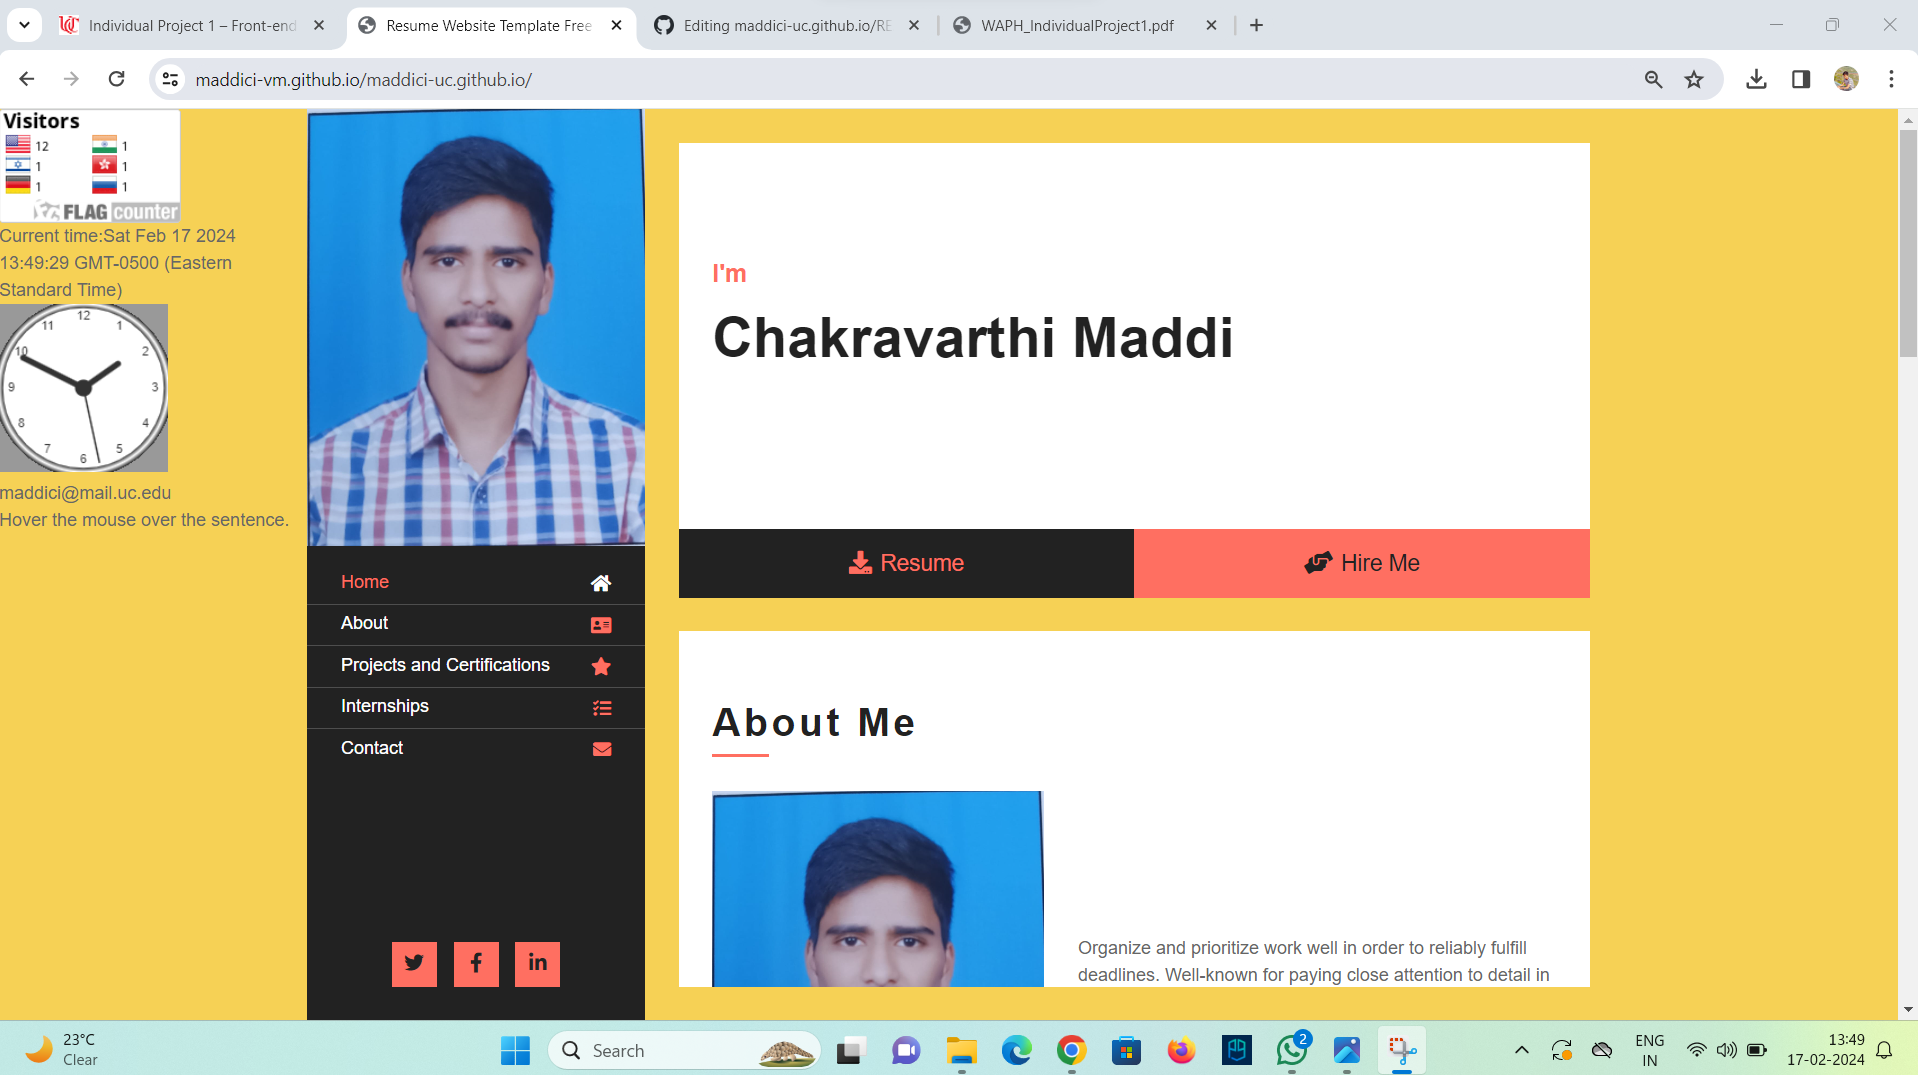 Individual Project 1 – Front-end
Resume Website Template Free
Editing maddici-uc.github.io/RE
WAPH_IndividualProject1.pdf
maddici-vm.github.io/maddici-uc.github.io/
Visitors
12 1
1 1
1 1
FLAG counter
Current time:Sat Feb 17 2024
13:49:29 GMT-0500 (Eastern
Standard Time)
12
11 1
10 2
9 3
8 4
7 5
6
maddici@mail.uc.edu
Hover the mouse over the sentence.
Home
About
Projects and Certifications
Internships
Contact
I'm
Chakravarthi Maddi
Resume
Hire Me
About Me
Organize and prioritize work well in order to reliably fulfill
deadlines. Well-known for paying close attention to detail in
23°C
Clear
Search
2
ENG
IN
13:49
17-02-2024